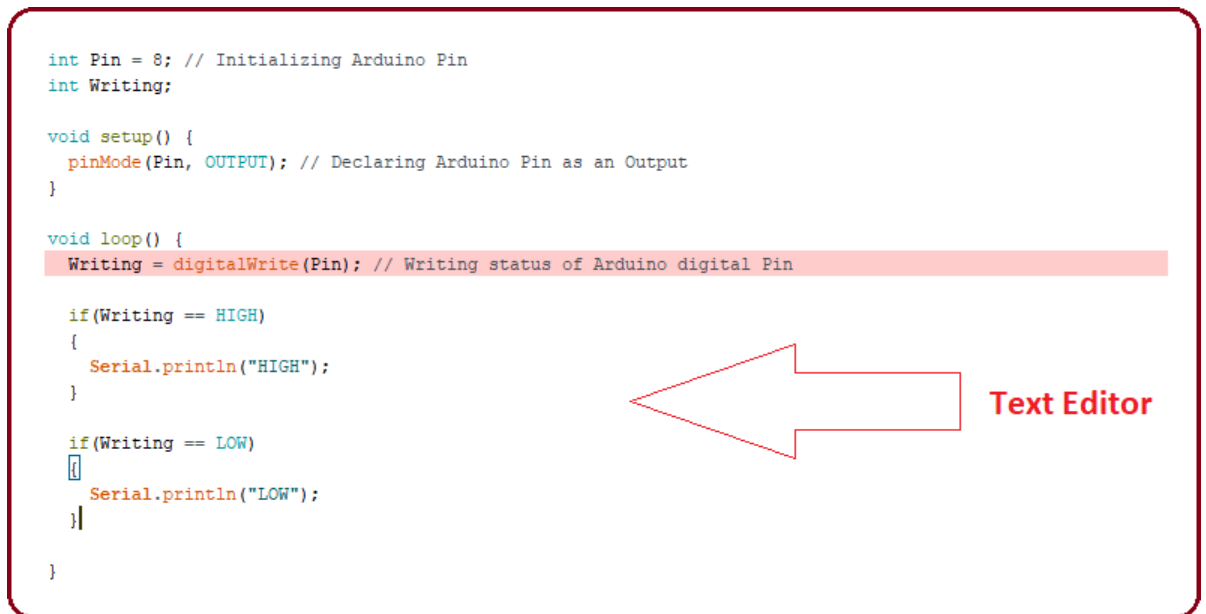 int Pin = 8; // Initializing Arduino Pin
int Writing;
void setup() {
pinMode(Pin, OUTPUT); // Declaring Arduino Pin as an Output
}
void loop() {
Writing = digitalWrite(Pin); // Writing status of Arduino digital Pin
if(Writing == HIGH)
{
Serial.println("HIGH");
}
Text Editor
if(Writing == LOW)
{
Serial.println("LOW");
}
}